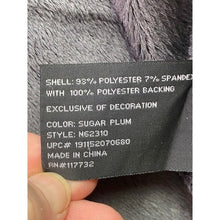 SHELL: 93% POLYESTER 7% SPANDEX
WITH 100% POLYESTER BACKING
EXCLUSIVE OF DECORATION
COLOR: SUGAR PLUM
STYLE: N62310
UPC# 191152070680
MADE IN CHINA
RN#117732